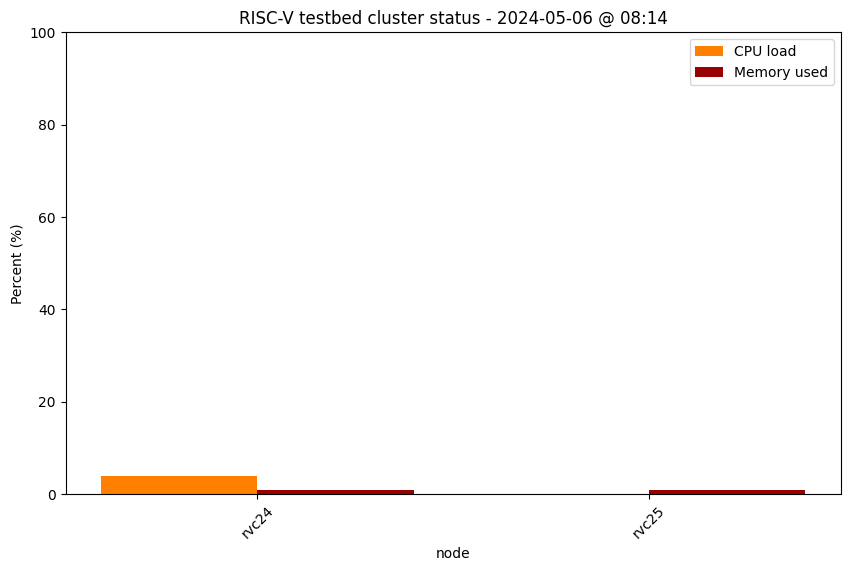 RISC-V testbed cluster status - 2024-05-06 @ 08:14
CPU load
Memory used
100
80
60
40
20
0
Percent (%)
rvc24
rvc25
node